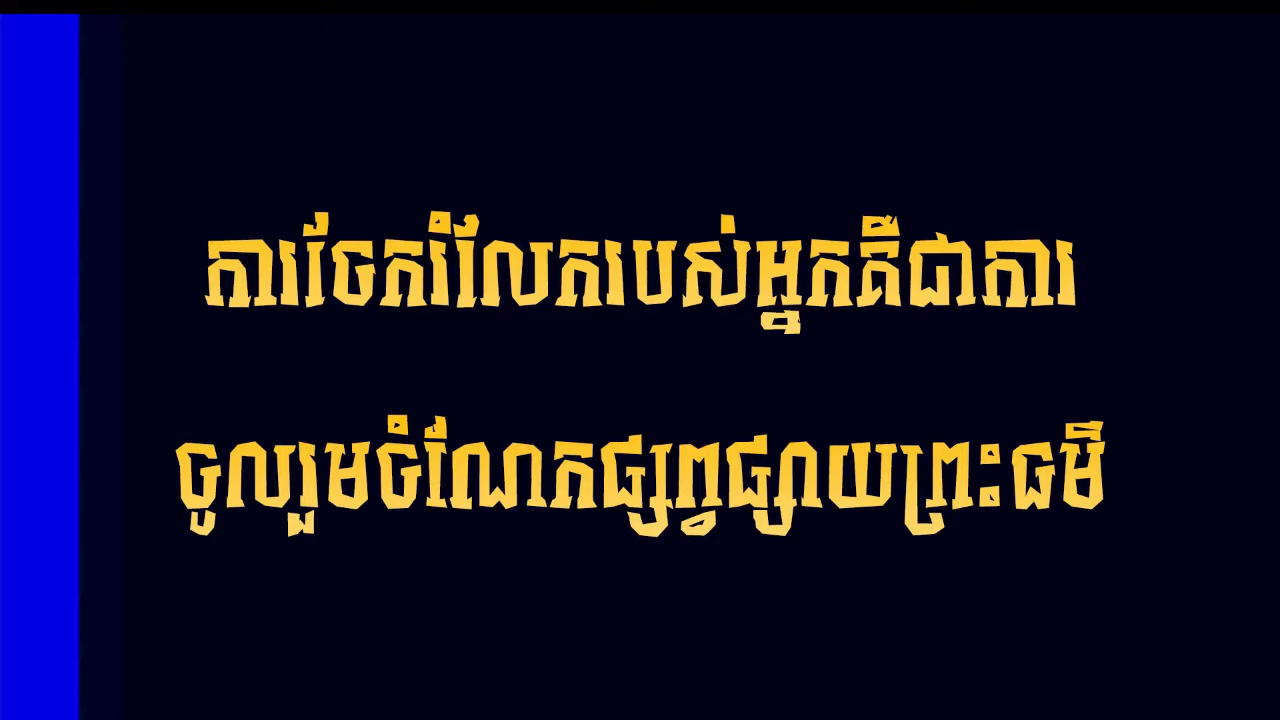 ការចែករំលែករបស់អ្នកគឺជាការ
ចូលរួមចំណែកផ្សព្វផ្សាយព្រះធម៌